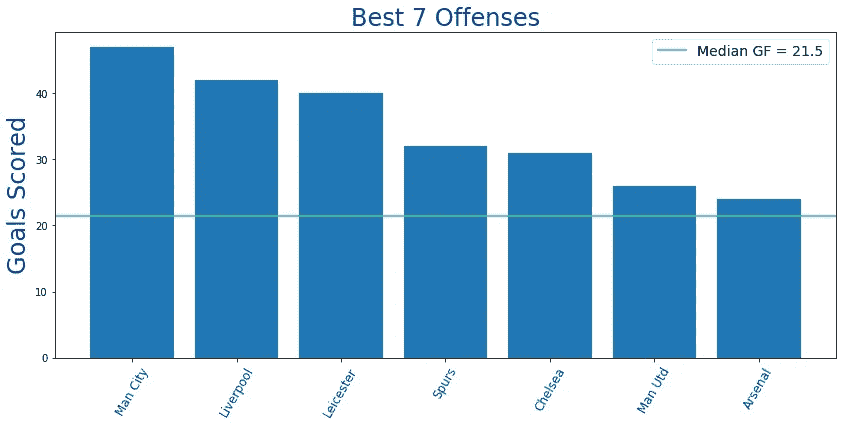 Best 7 Offenses
Median GF = 21.5
Goals Scored
40
30
20
10
0
Man City
Liverpool
Leicester
Spurs
Chelsea
Man Utd
Arsenal